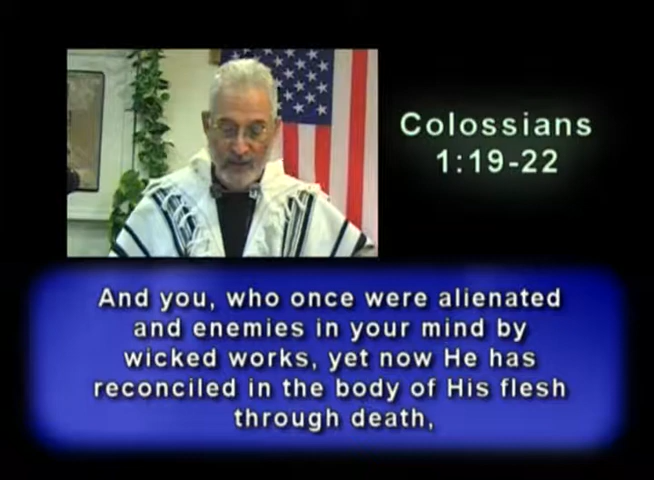 Colossians
1:19-22
And you, who once were alienated
and enemies in your mind by
wicked works, yet now He has
reconciled in the body of His flesh
through death,